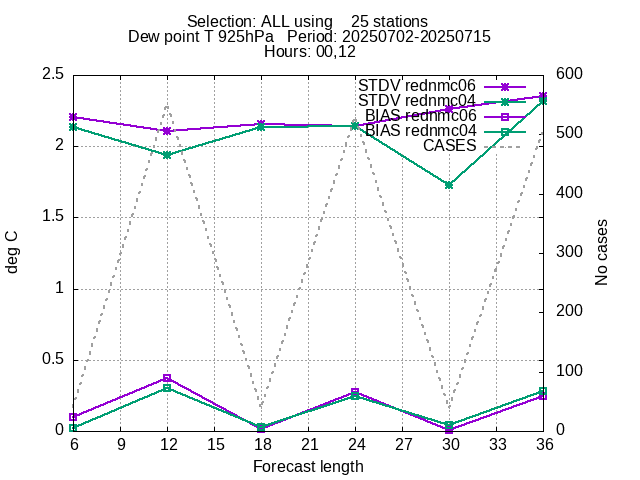 Selection: ALL using    25 stations
Dew point T 925hPa   Period: 20250702-20250715
Hours: 00,12
STDV rednmc06
STDV rednmc04
BIAS rednmc06
BIAS rednmc04
CASES
2.5
2
1.5
1
0.5
0
deg C
600
500
400
300
200
100
0
No cases
6 9 12 15 18 21 24 27 30 33 36
Forecast length